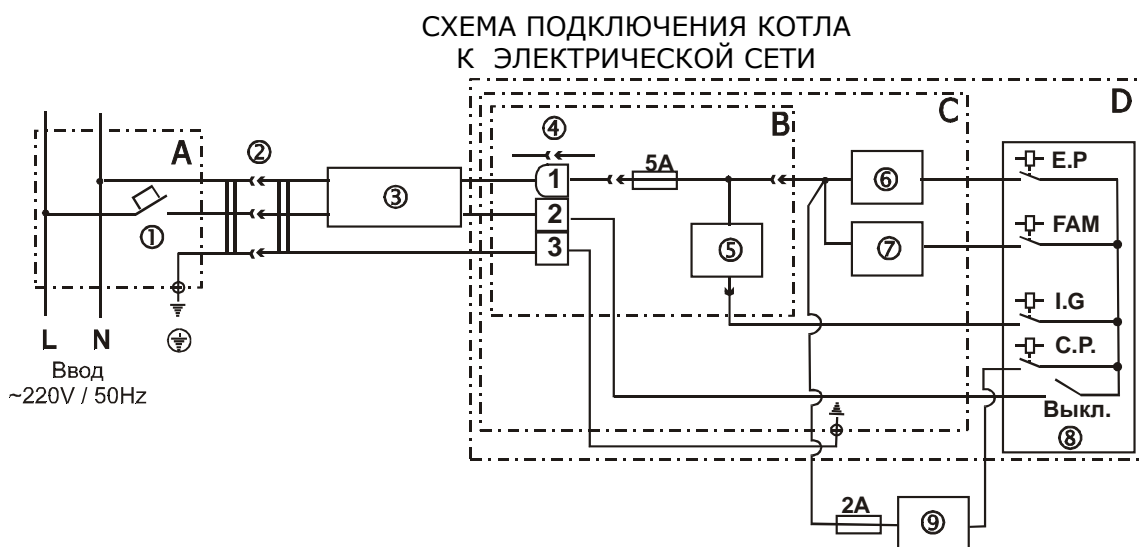 СХЕМА ПОДКЛЮЧЕНИЯ КОТЛА
К ЭЛЕКТРИЧЕСКОЙ СЕТИ
A
②
①
③
L N
Ввод
~220V / 50Hz
D
C
B
④
1
2
3
5A
⑤
⑥
⑦
E.P
FAM
I.G
C.P.
Выкл.
⑧
2A
⑨